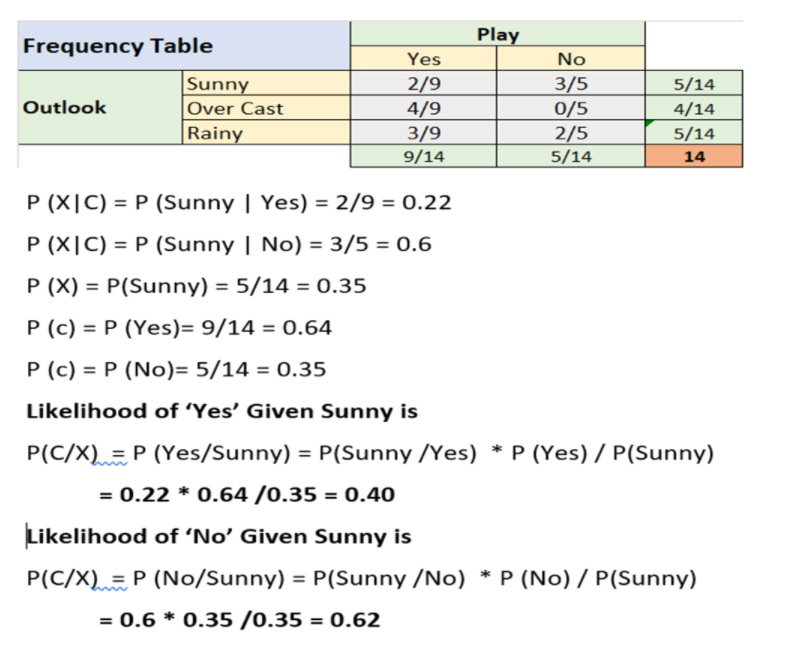 Frequency Table Play
Yes No
Sunny 2/9 3/5 5/14
Outlook Over Cast 4/9 0/5 4/14
Rainy 3/9 2/5 5/14
9/14 5/14 14
P (X|C) = P (Sunny | Yes) = 2/9 = 0.22
P (X|C) = P (Sunny | No) = 3/5 = 0.6
P (X) = P(Sunny) = 5/14 = 0.35
P (c) = P (Yes)= 9/14 = 0.64
P (c) = P (No)= 5/14 = 0.35
Likelihood of ‘Yes’ Given Sunny is
P(C/X) = P (Yes/Sunny) = P(Sunny /Yes) * P (Yes) / P(Sunny)
= 0.22 * 0.64 /0.35 = 0.40
Likelihood of ‘No’ Given Sunny is
P(C/X) = P (No/Sunny) = P(Sunny /No) * P (No) / P(Sunny)
= 0.6 * 0.35 /0.35 = 0.62